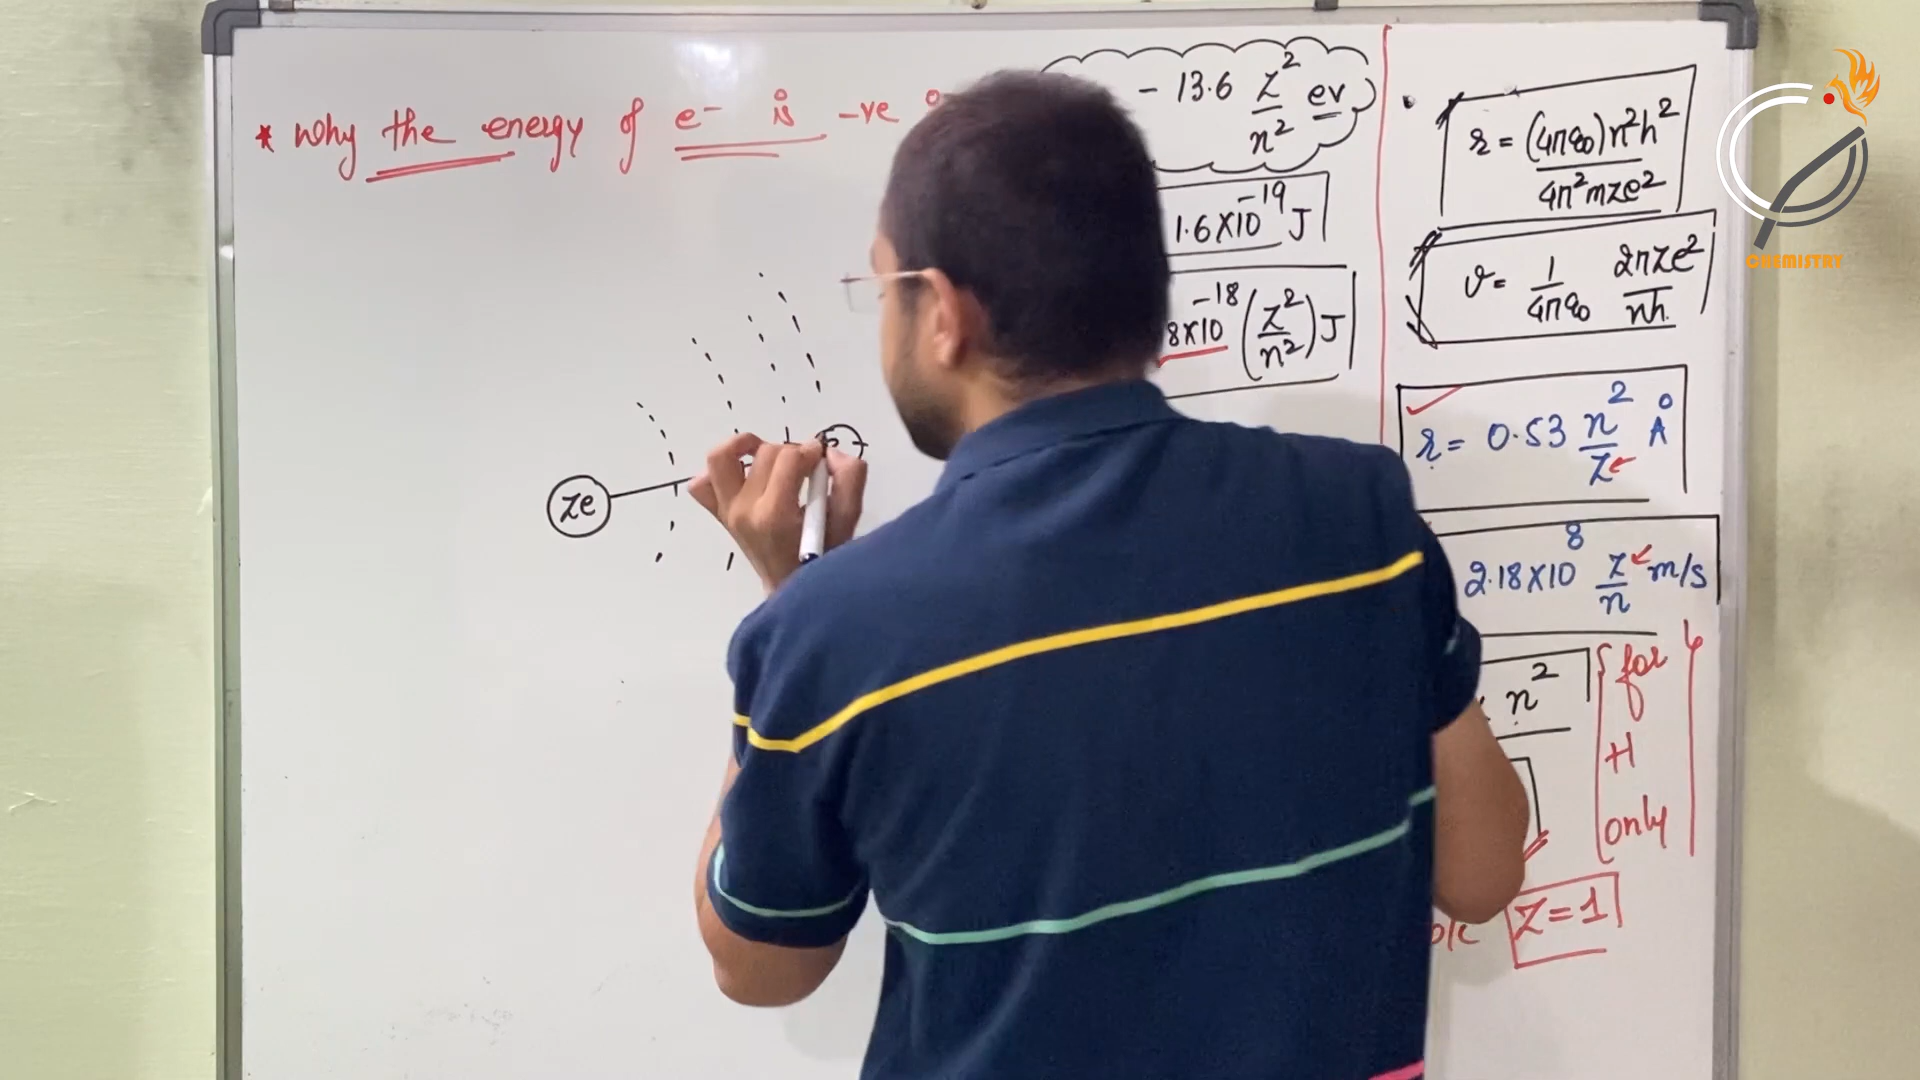 * Why the energy of e⁻ is -ve
- 13.6 Z²/n² ev
1.6×10⁻¹⁹ J
8×10⁻¹⁸ (Z²/n²) J
ze
r = (4πε₀)n²h²/4π²mze²
v = 1/4πε₀ 2πZe²/nh
r = 0.53 n²/Z Å
2.18×10⁸ Z/n m/s
n²
for
H
only
Z=1
CHEMISTRY